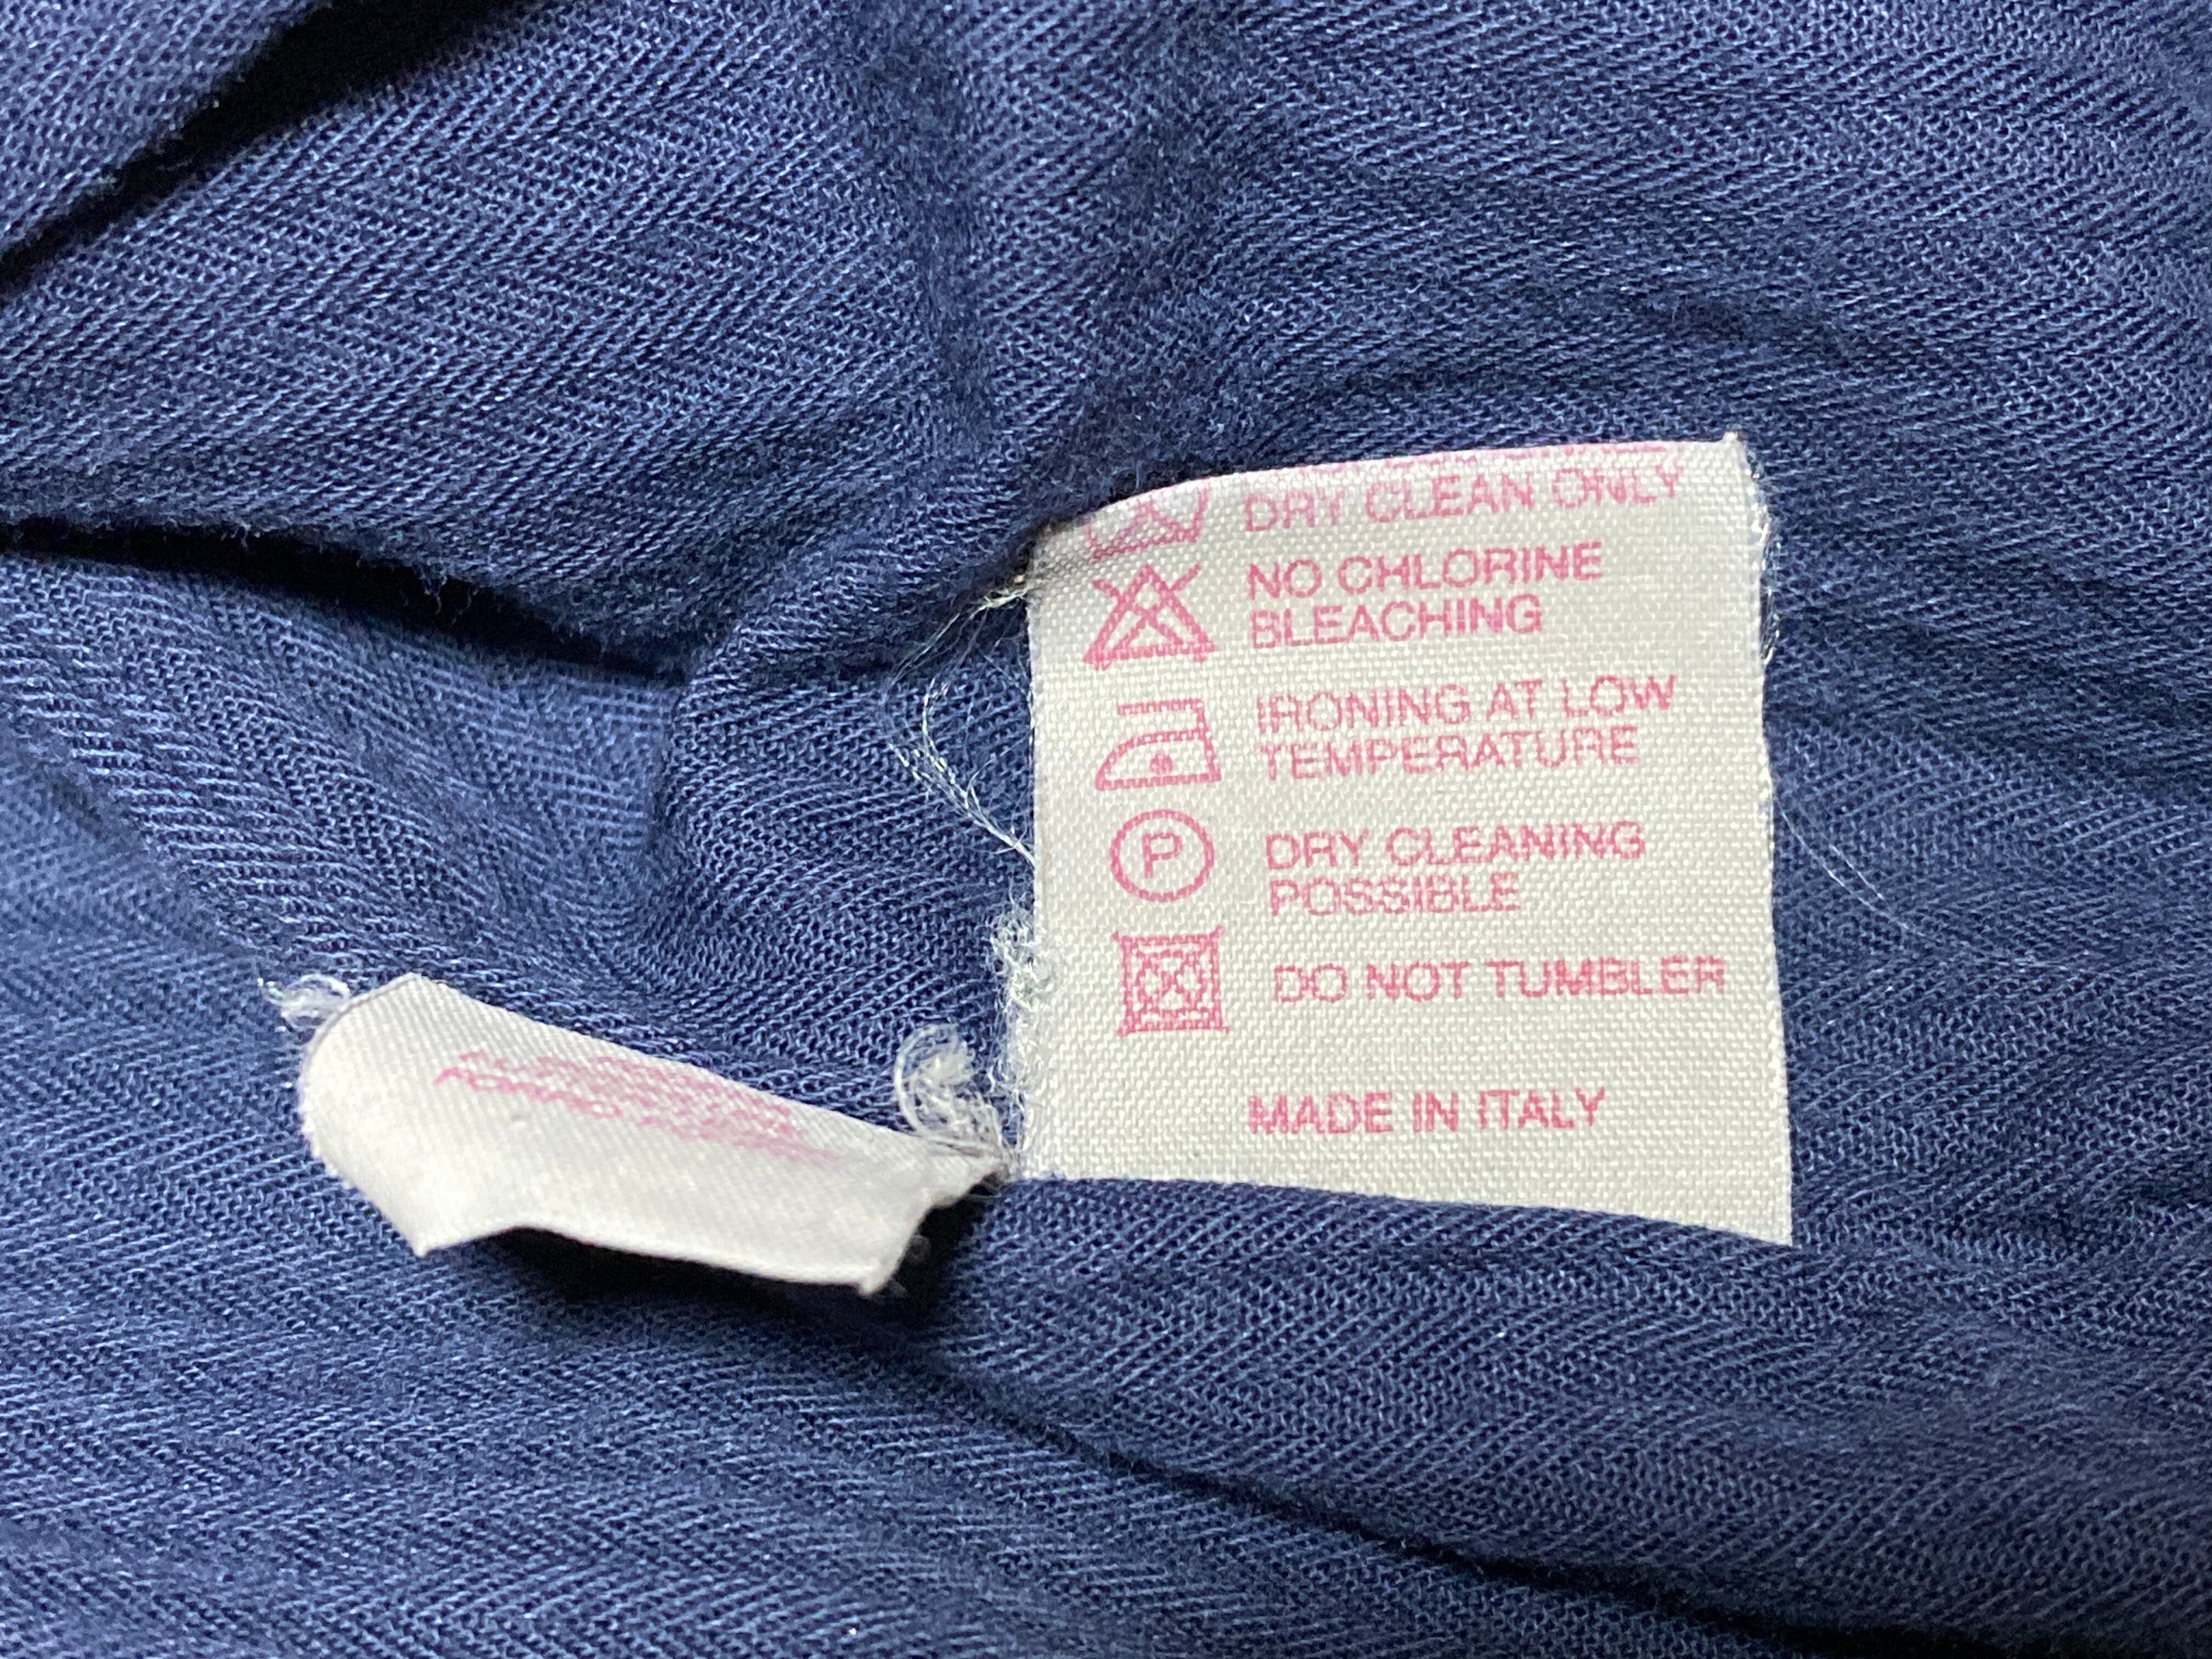 DRY CLEAN ONLY
NO CHLORINE
BLEACHING
IRONING AT LOW
TEMPERATURE
P
DRY CLEANING
POSSIBLE
DO NOT TUMBLER
MADE IN ITALY